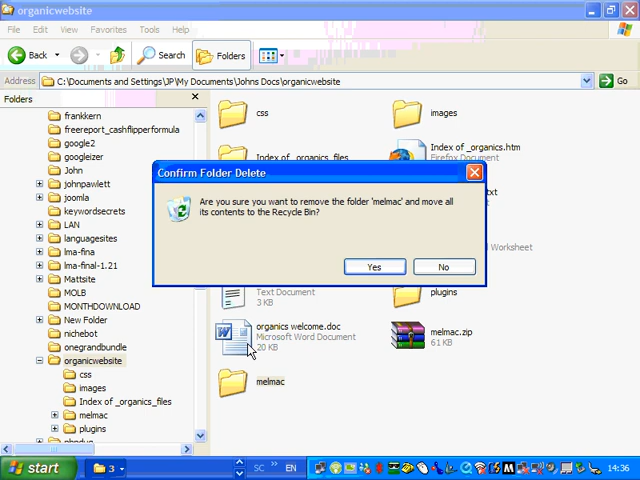 organicwebsite
File Edit View Favorites Tools Help
Back Search Folders
Address C:\Documents and Settings\JP\My Documents\Johns Docs\organicwebsite Go
Folders
frankkern
freereport_cashflipperformula
google2
googleizer
John
johnpawlett
joomla
keywordsecrets
LAN
languagesites
lma-fina
lma-final-1.21
Mattsite
MOLB
MONTHDOWNLOAD
New Folder
nichebot
onegrandbundle
organicwebsite
css
images
Index of _organics_files
melmac
plugins
css
images
Index of _organics_files
Index of _organics.htm
Firefox Document
Confirm Folder Delete
Are you sure you want to remove the folder 'melmac' and move all
its contents to the Recycle Bin?
Yes No
txt
Worksheet
Text Document
3 KB
plugins
organics welcome.doc
Microsoft Word Document
20 KB
melmac.zip
61 KB
melmac
start 3 SC EN 14:36